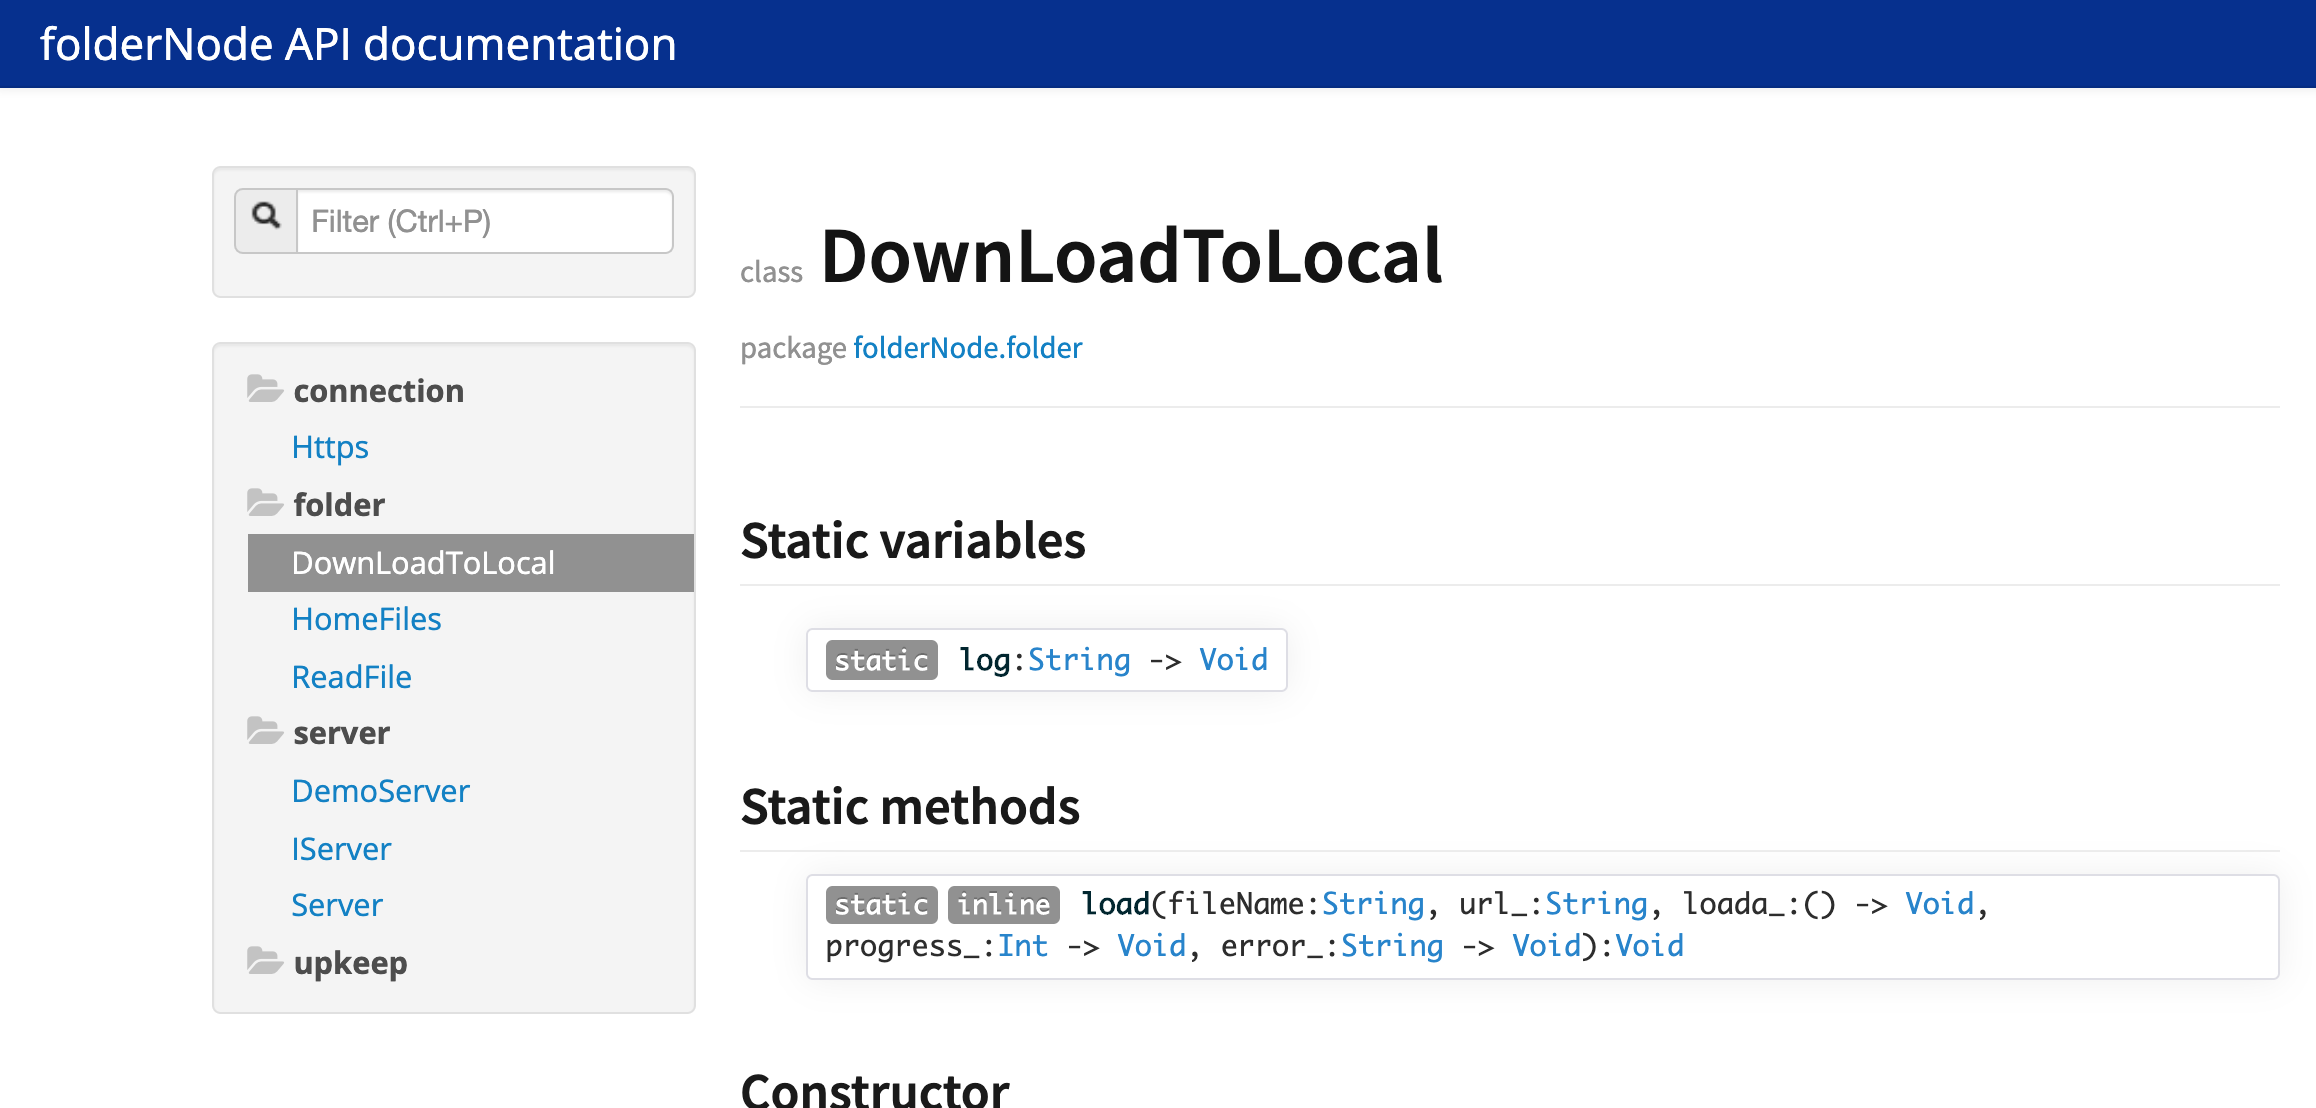 folderNode API documentation
Filter (Ctrl+P)
connection
Https
folder
DownLoadToLocal
HomeFiles
ReadFile
server
DemoServer
IServer
Server
upkeep
class DownLoadToLocal
package folderNode.folder
Static variables
static log:String -> Void
Static methods
static inline load(fileName:String, url_:String, loada_:() -> Void,
progress_:Int -> Void, error_:String -> Void):Void
Constructor